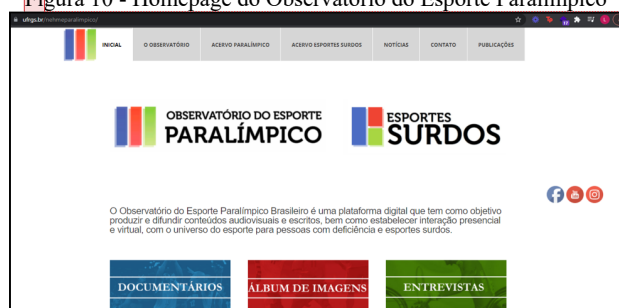 Figura 10 - Homepage do Observatório do Esporte Paralímpico
ufrgs.br/nehmeparalimpico/
INICIAL O OBSERVATÓRIO ACERVO PARALÍMPICO ACERVO ESPORTES SURDOS NOTÍCIAS CONTATO PUBLICAÇÕES
OBSERVATÓRIO DO ESPORTE
PARALÍMPICO
ESPORTES
SURDOS
O Observatório do Esporte Paralímpico Brasileiro é uma plataforma digital que tem como objetivo
produzir e difundir conteúdos audiovisuais e escritos, bem como estabelecer interação presencial
e virtual, com o universo do esporte para pessoas com deficiência e esportes surdos.
DOCUMENTÁRIOS ÁLBUM DE IMAGENS ENTREVISTAS